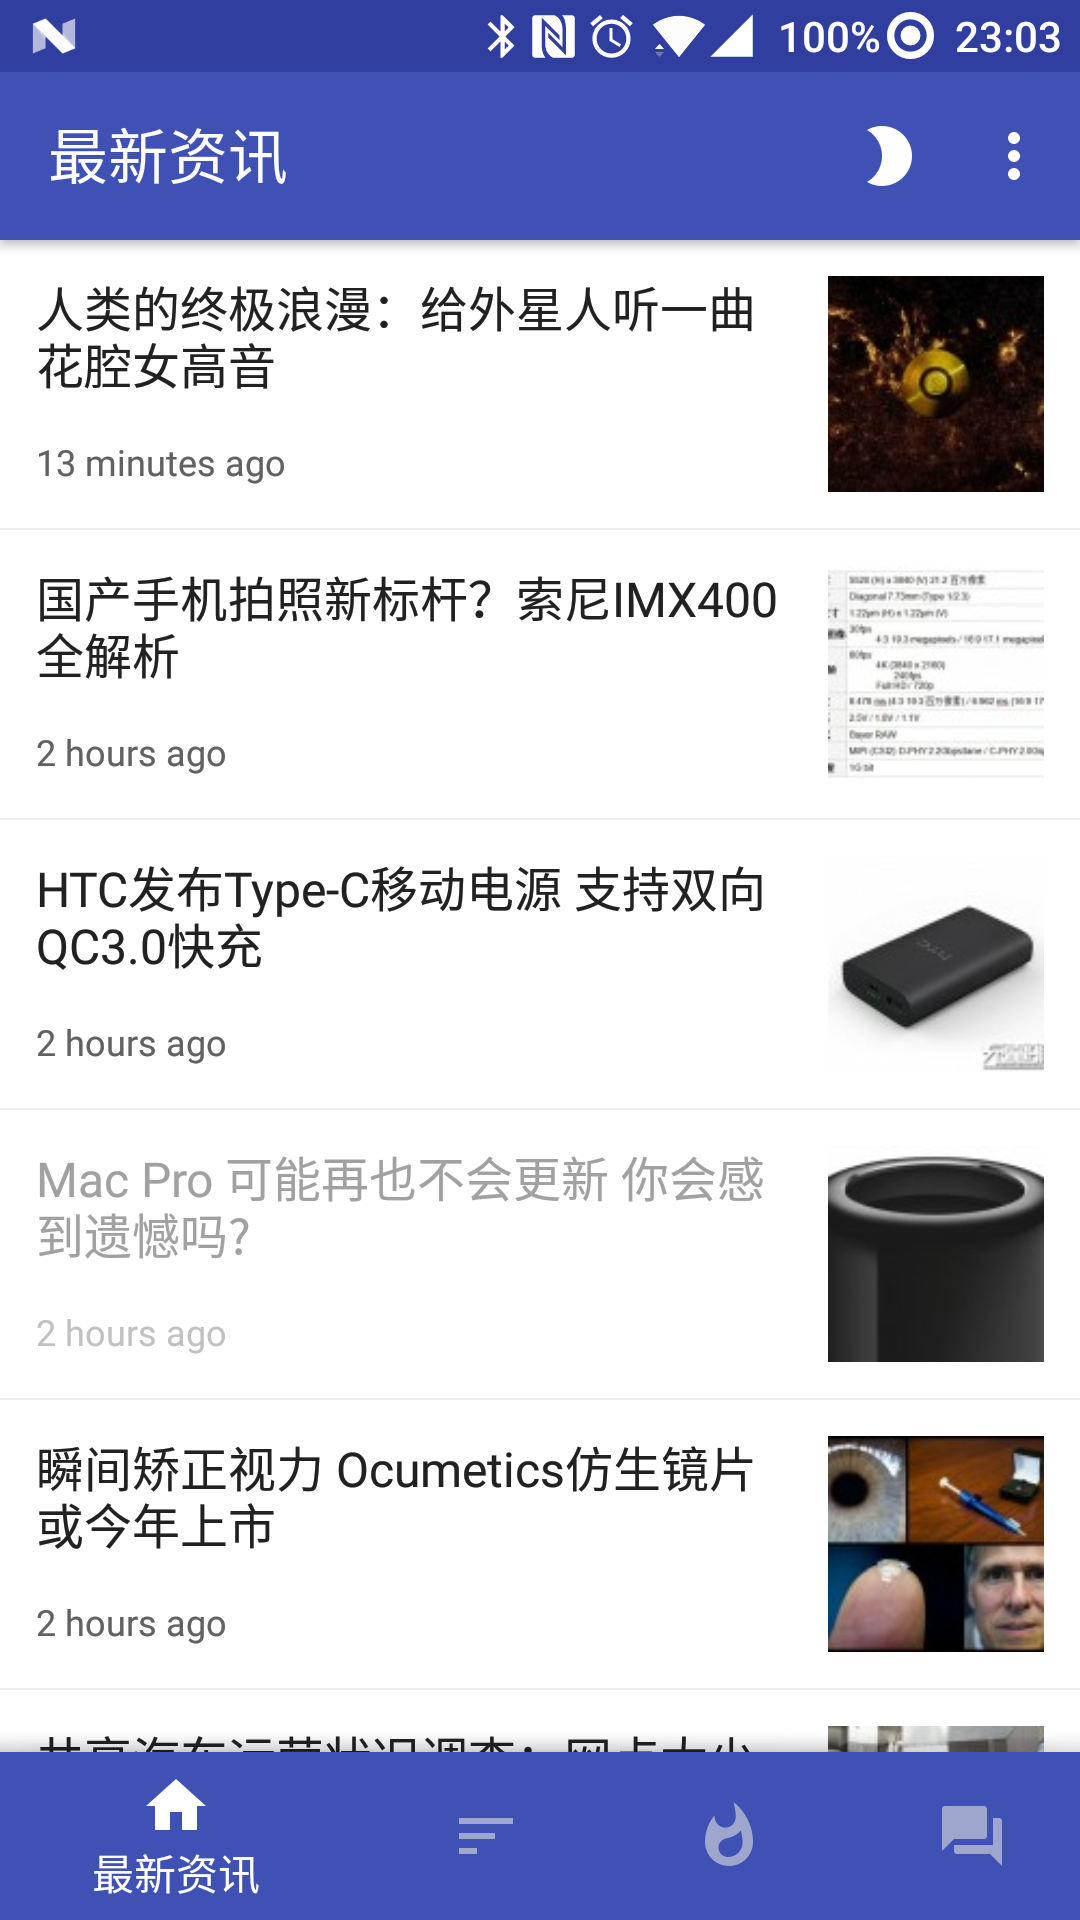 100% 23:03
最新资讯
人类的终极浪漫：给外星人听一曲
花腔女高音
13 minutes ago
国产手机拍照新标杆？索尼IMX400
全解析
2 hours ago
HTC发布Type-C移动电源 支持双向
QC3.0快充
2 hours ago
Mac Pro 可能再也不会更新 你会感
到遗憾吗?
2 hours ago
瞬间矫正视力 Ocumetics仿生镜片
或今年上市
2 hours ago
最新资讯